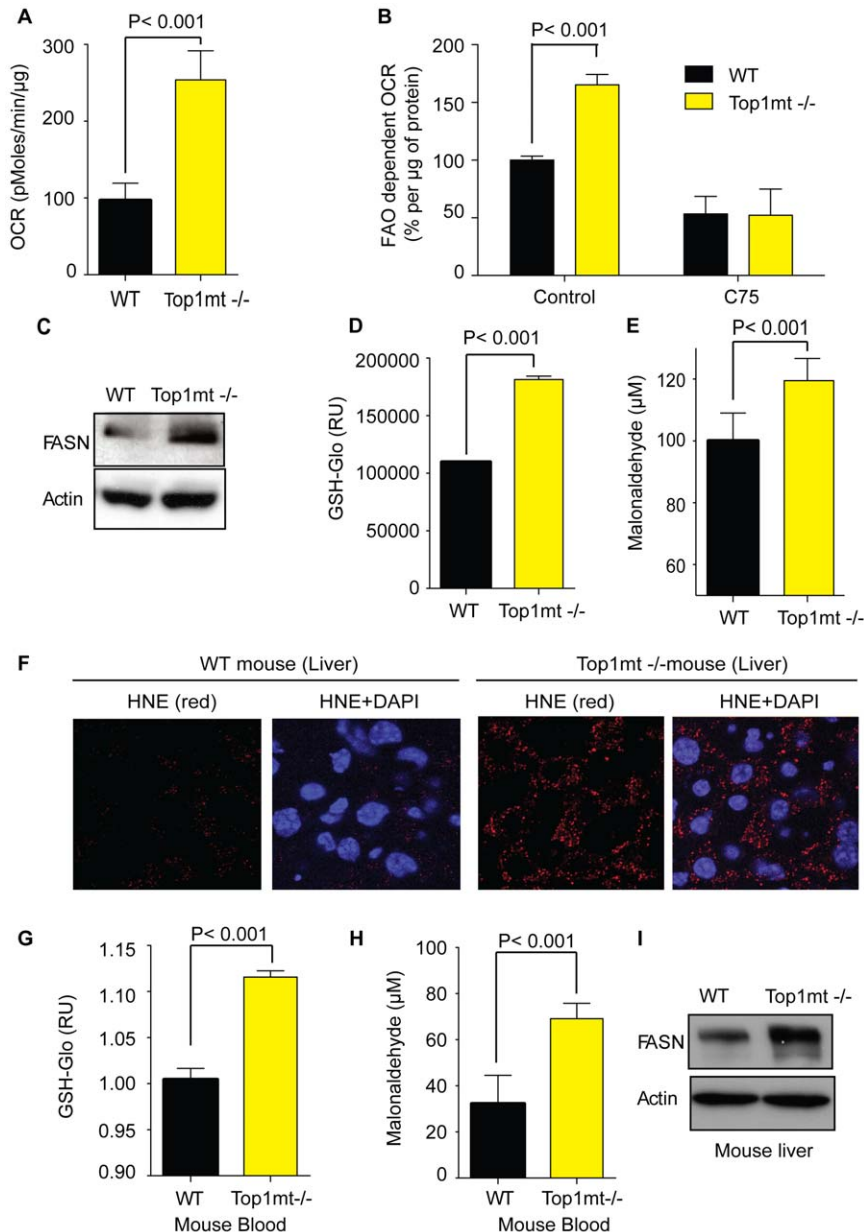 A
P< 0.001
OCR (pMoles/min/µg)
300
200
100
0
WT
Top1mt -/-
B
P< 0.001
FAO dependent OCR
(% per µg of protein)
200
150
100
50
0
Control
C75
WT
Top1mt -/-
C
WT Top1mt -/-
FASN
Actin
D
P< 0.001
GSH-Glo (RU)
200000
150000
100000
50000
0
WT
Top1mt -/-
E
P< 0.001
Malonaldehyde (µM)
120
100
80
60
WT
Top1mt -/-
F
WT mouse (Liver)
Top1mt -/-mouse (Liver)
HNE (red)
HNE+DAPI
HNE (red)
HNE+DAPI
G
P< 0.001
GSH-Glo (RU)
1.15
1.10
1.05
1.00
0.95
0.90
WT
Top1mt-/-
Mouse Blood
H
P< 0.001
Malonaldehyde (µM)
80
60
40
20
0
WT
Top1mt-/-
Mouse Blood
I
WT Top1mt -/-
FASN
Actin
Mouse liver